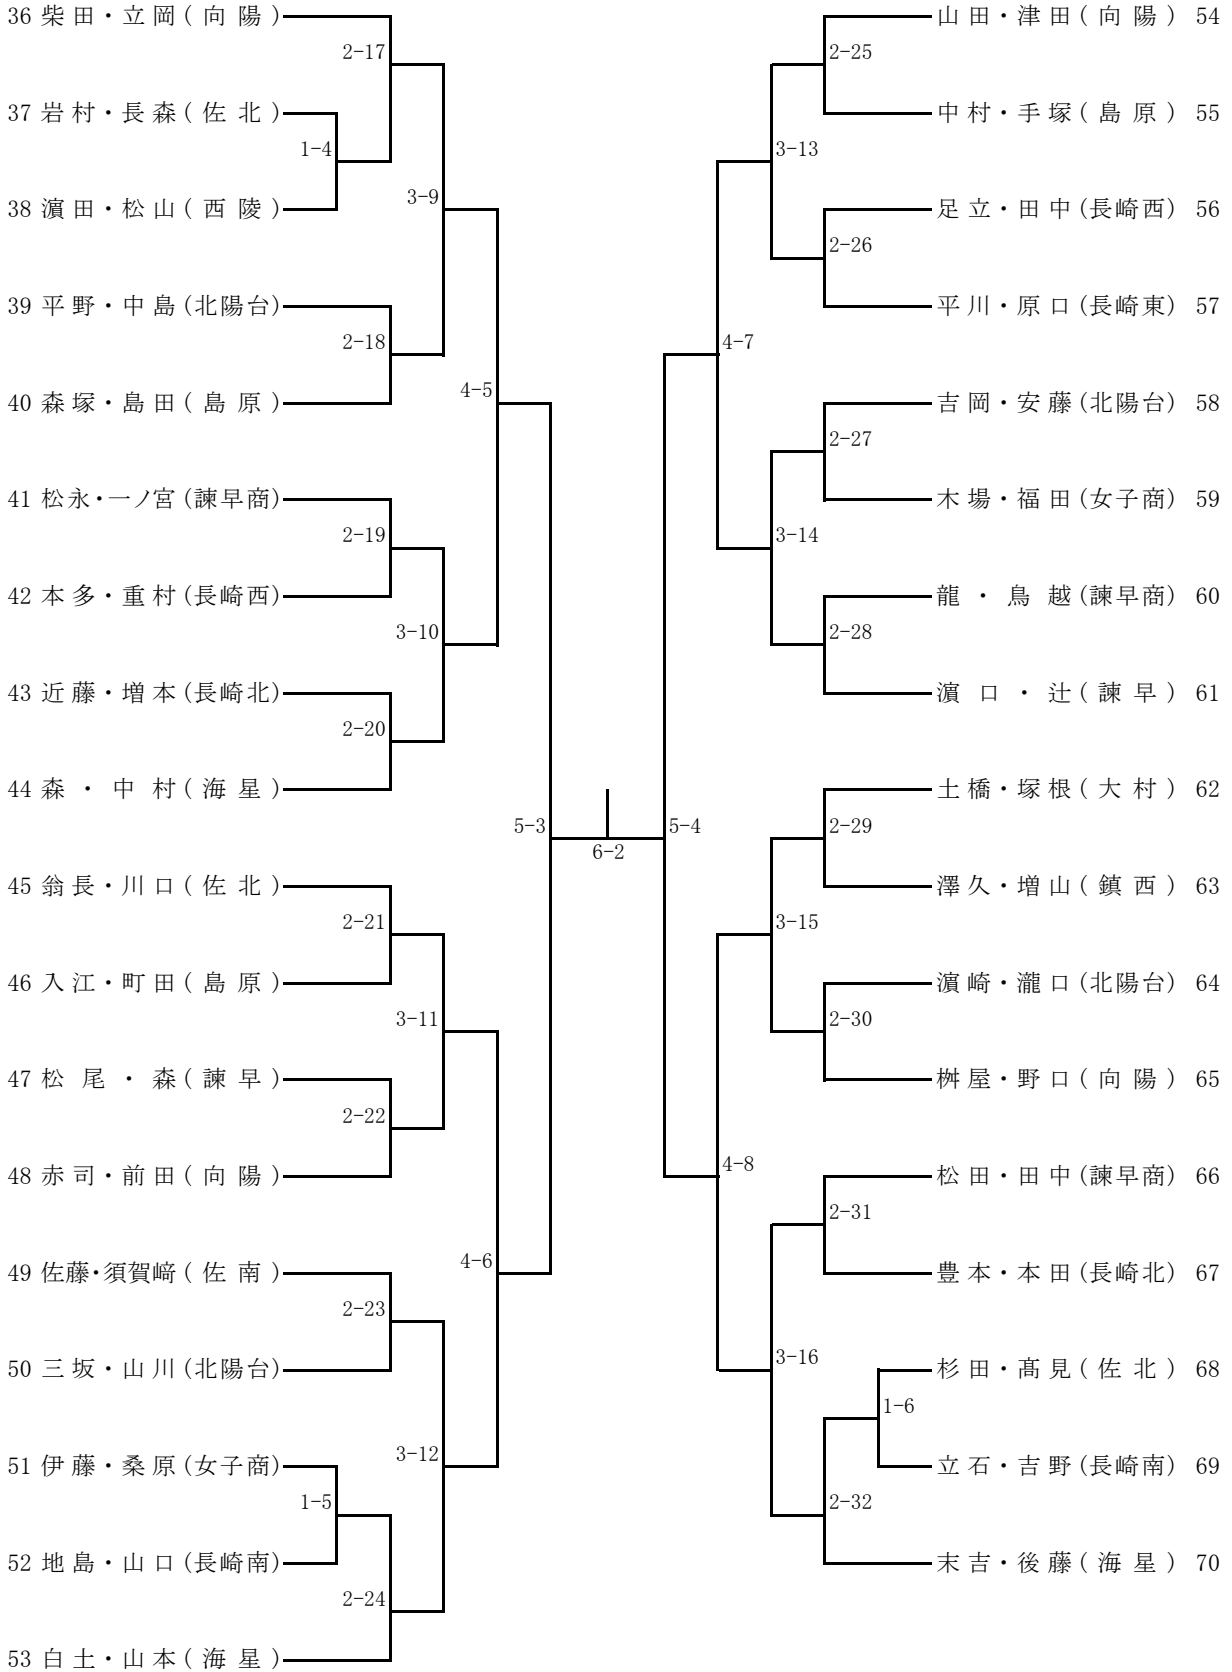 36 柴田・立岡(向陽)
2-17
37 岩村・長森(佐北)
1-4
38 濵田・松山(西陵)
3-9
39 平野・中島(北陽台)
2-18
40 森塚・島田(島原)
4-5
41 松永・一ノ宮(諫早商)
2-19
42 本多・重村(長崎西)
3-10
43 近藤・増本(長崎北)
2-20
44 森・中村(海星)
5-3
45 翁長・川口(佐北)
2-21
46 入江・町田(島原)
3-11
47 松尾・森(諫早)
2-22
48 赤司・前田(向陽)
4-6
49 佐藤・須賀﨑(佐南)
2-23
50 三坂・山川(北陽台)
3-12
51 伊藤・桑原(女子商)
1-5
52 地島・山口(長崎南)
2-24
53 白土・山本(海星)
6-2
山田・津田(向陽) 54
2-25
中村・手塚(島原) 55
3-13
足立・田中(長崎西) 56
2-26
平川・原口(長崎東) 57
4-7
吉岡・安藤(北陽台) 58
2-27
木場・福田(女子商) 59
3-14
龍・鳥越(諫早商) 60
2-28
濵口・辻(諫早) 61
5-4
土橋・塚根(大村) 62
2-29
澤久・増山(鎮西) 63
3-15
濵崎・瀧口(北陽台) 64
2-30
桝屋・野口(向陽) 65
4-8
松田・田中(諫早商) 66
2-31
豊本・本田(長崎北) 67
3-16
杉田・髙見(佐北) 68
1-6
立石・吉野(長崎南) 69
2-32
末吉・後藤(海星) 70